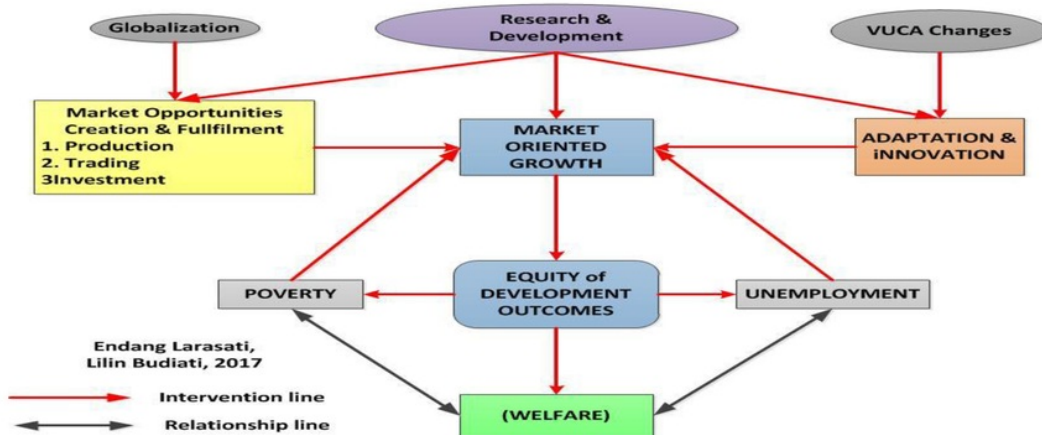 Globalization
Research &
Development
VUCA Changes
Market Opportunities
Creation & Fullfilment
1. Production
2. Trading
3Investment
MARKET
ORIENTED
GROWTH
ADAPTATION &
iNNOVATION
POVERTY
EQUITY of
DEVELOPMENT
OUTCOMES
UNEMPLOYMENT
Endang Larasati,
Lilin Budiati, 2017
Intervention line
Relationship line
(WELFARE)